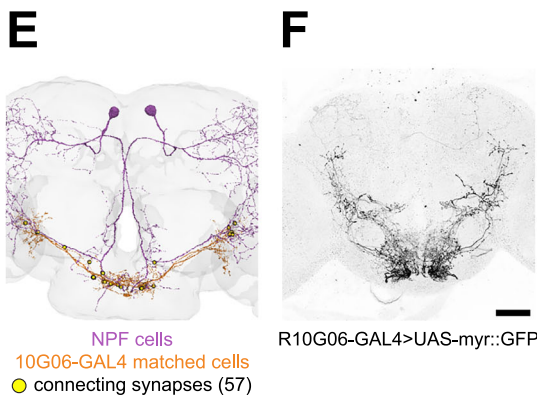 E
F
NPF cells
10G06-GAL4 matched cells
connecting synapses (57)
R10G06-GAL4>UAS-myr::GFP